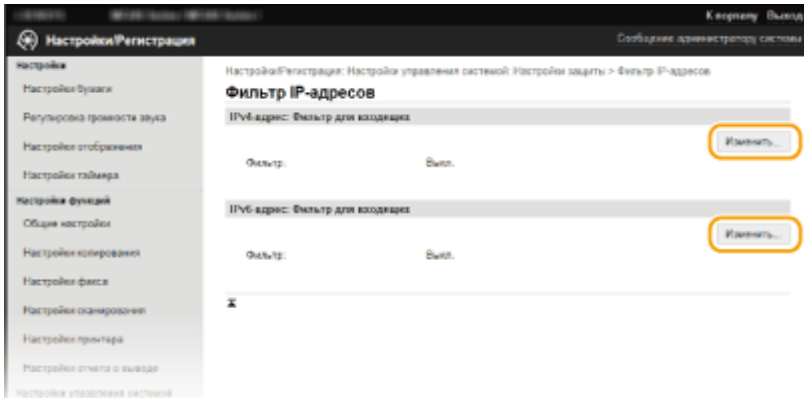 К порталу Выход
Настройки/Регистрация
Сообщение администратору системы
Настройки
Настройки бумаги
Регулировка громкости звука
Настройки отображения
Настройки таймера
Настройки функций
Общие настройки
Настройки копирования
Настройки факса
Настройки сканирования
Настройки принтера
Настройки отчета о выводе
Настройки управления системой
Настройки/Регистрация: Настройки управления системой: Настройки защиты > Фильтр IP-адресов
Фильтр IP-адресов
IPv4-адрес: Фильтр для входящих
Изменить...
Фильтр: Выкл.
IPv6-адрес: Фильтр для входящих
Изменить...
Фильтр: Выкл.